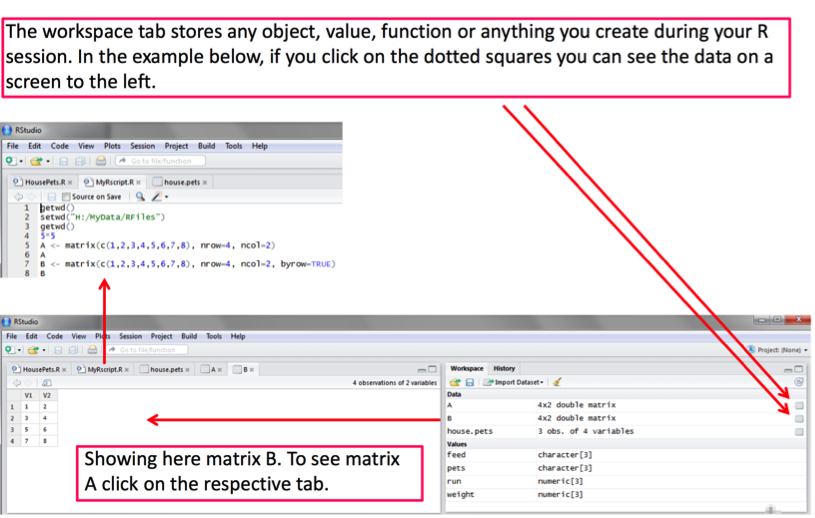 The workspace tab stores any object, value, function or anything you create during your R
session. In the example below, if you click on the dotted squares you can see the data on a
screen to the left.
RStudio
File Edit Code View Plots Session Project Build Tools Help
Go to file/function
HousePets.R x MyRscript.R x house.pets x
Source on Save
1 getwd()
2 setwd("H:/MyData/RFiles")
3 getwd()
4 5*5
5 A <- matrix(c(1,2,3,4,5,6,7,8), nrow=4, ncol=2)
6 A
7 B <- matrix(c(1,2,3,4,5,6,7,8), nrow=4, ncol=2, byrow=TRUE)
8 B
RStudio
File Edit Code View Plots Session Project Build Tools Help
Go to file/function
Project: (None)
HousePets.R x MyRscript.R x house.pets x A x B x
4 observations of 2 variables
V1 V2
1 1 2
2 3 4
3 5 6
4 7 8
Workspace History
Import Dataset
Data
A 4x2 double matrix
B 4x2 double matrix
house.pets 3 obs. of 4 variables
Values
feed character[3]
pets character[3]
run numeric[3]
weight numeric[3]
Showing here matrix B. To see matrix
A click on the respective tab.